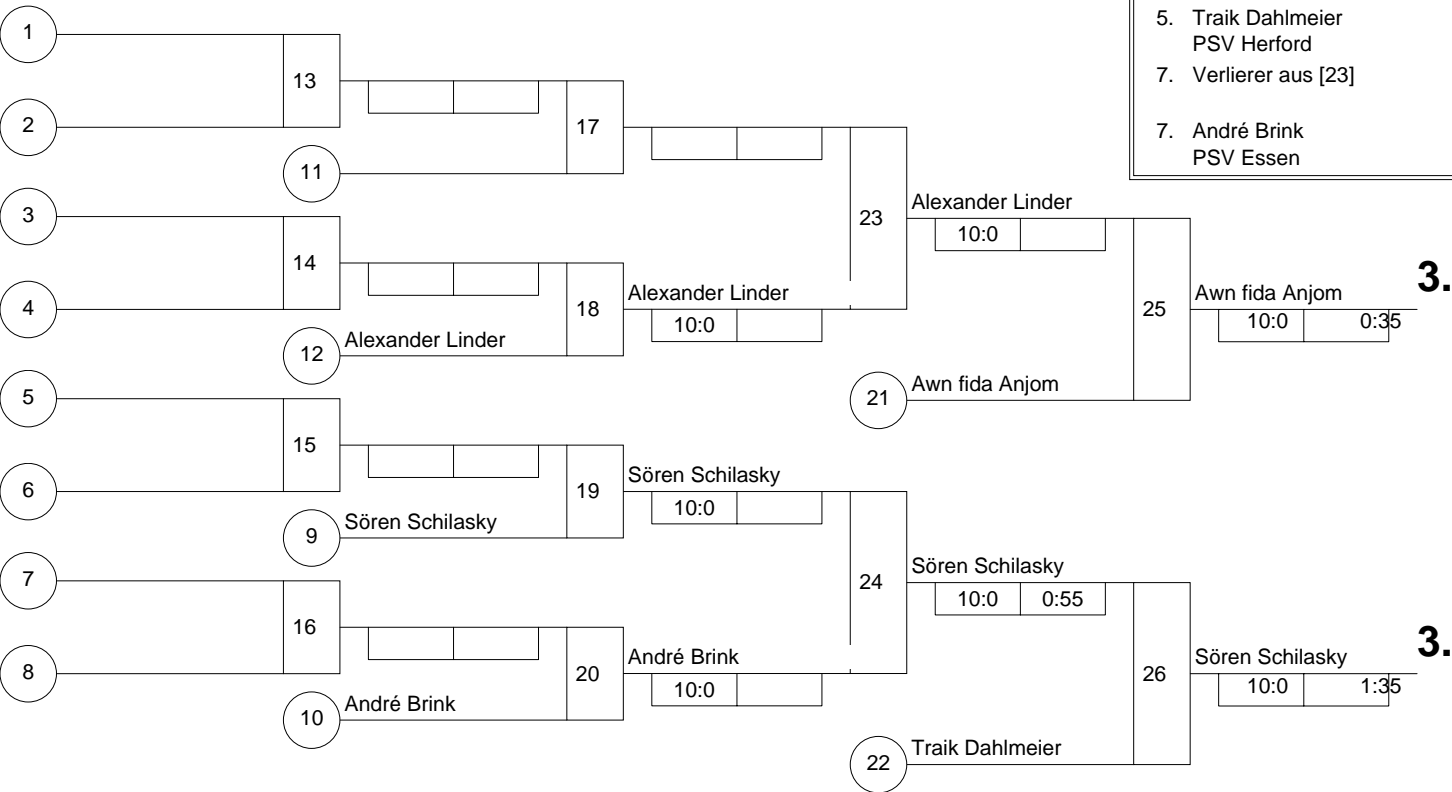 5. Traik Dahlmeier
PSV Herford
7. Verlierer aus [23]
7. André Brink
PSV Essen
1
13
2
17
11
3
23
Alexander Linder
10:0
14
3.
4
18
Alexander Linder
10:0
25
Awn fida Anjom
10:0 0:35
12
Alexander Linder
5
21
Awn fida Anjom
15
6
19
Sören Schilasky
10:0
9
Sören Schilasky
7
24
Sören Schilasky
10:0 0:55
16
3.
8
20
André Brink
10:0
26
Sören Schilasky
10:0 1:35
10
André Brink
22
Traik Dahlmeier